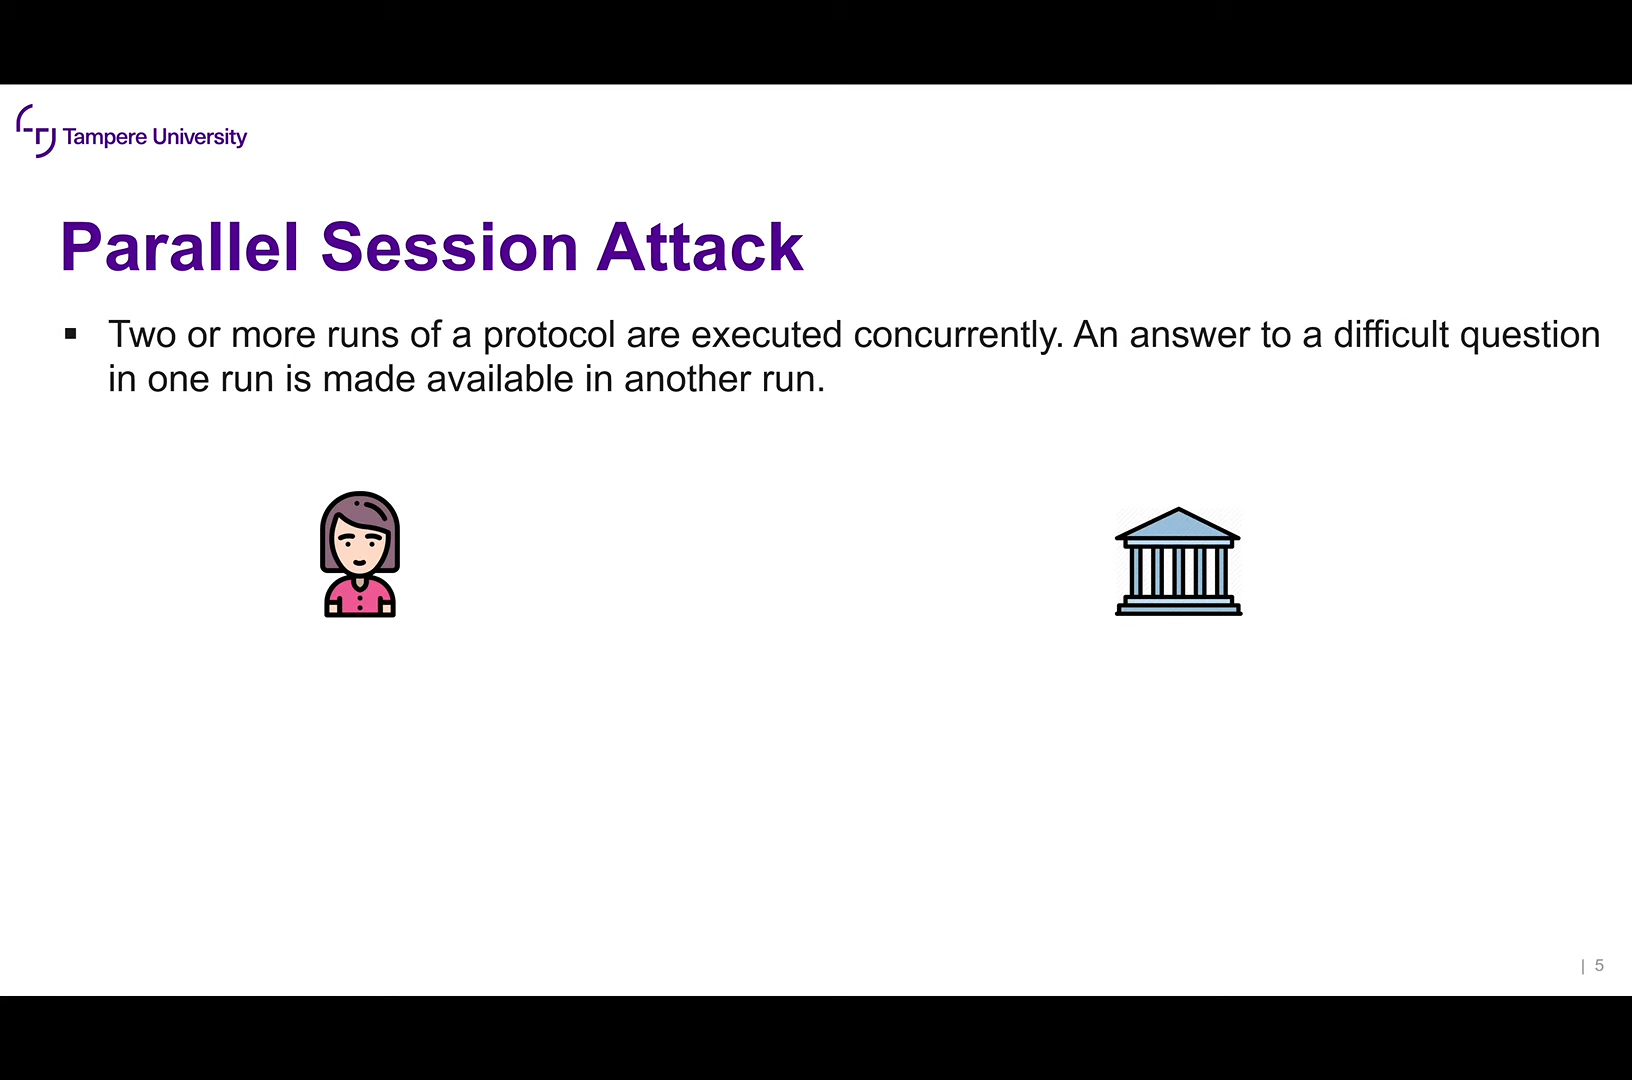 Tampere University
Parallel Session Attack
▪ Two or more runs of a protocol are executed concurrently. An answer to a difficult question
in one run is made available in another run.
| 5